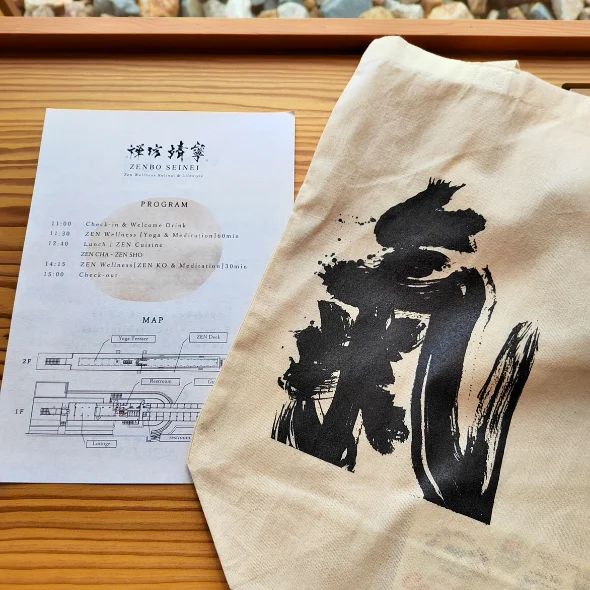 禅坊 靖寧
ZENBO SEINEI
Zen Wellness Retreat & Lifestyle
PROGRAM
11:00 Check-in & Welcome Drink
11:30 ZEN Wellness [Yoga & Meditation] 60min
12:40 Lunch ; ZEN Cuisine
ZEN CHA・ZEN SHO
14:15 ZEN Wellness[ZEN KO & Meditation]30min
15:00 Check-out
MAP
Yoga Terrace
ZEN Deck
2F
Restroom
1F
Lounge
Restroom
氣